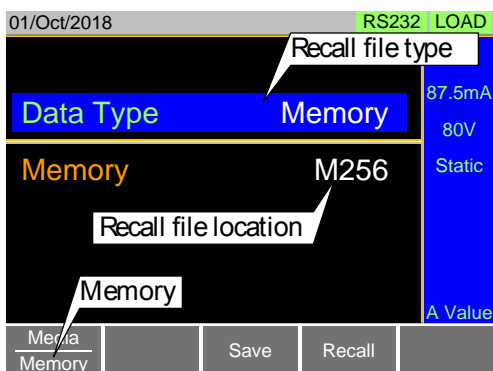 01/Oct/2018 RS232 LOAD
Recall file type
Data Type Memory
87.5mA
80V
Memory M256
Static
Recall file location
Memory
A Value
Media
Memory
Save
Recall